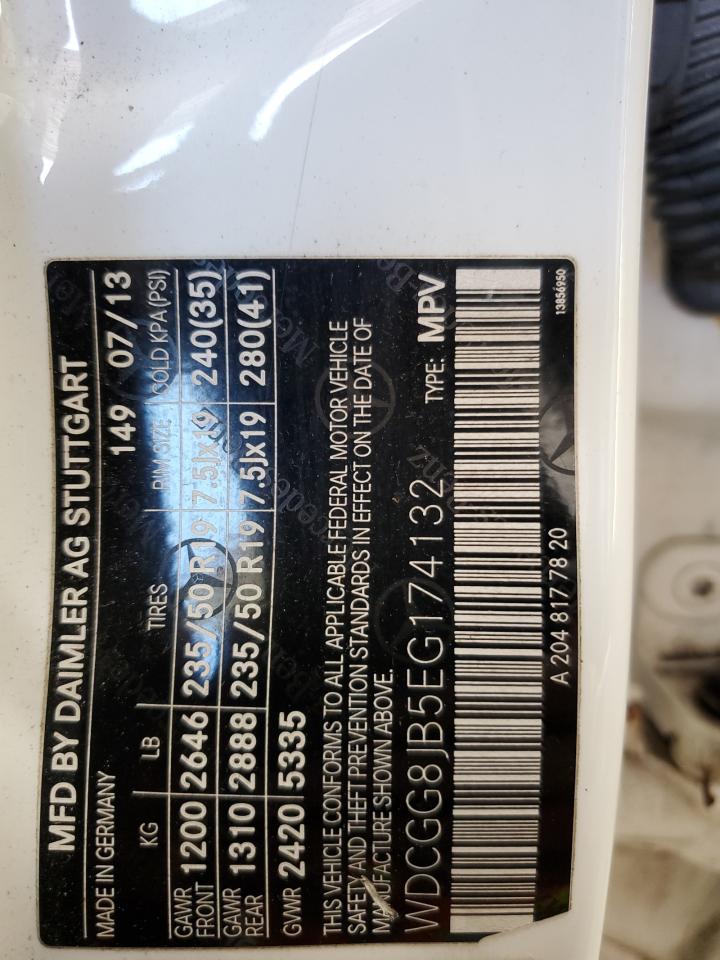 MFD BY DAIMLER AG STUTTGART
MADE IN GERMANY 149 07/13
KG LB TIRES RIM SIZE COLD KPA(PSI)
GAWR FRONT 1200 2646 235/50 R19 7.5Jx19 240(35)
GAWR REAR 1310 2888 235/50 R19 7.5Jx19 280(41)
GVWR 2420 5335
THIS VEHICLE CONFORMS TO ALL APPLICABLE FEDERAL MOTOR VEHICLE
SAFETY AND THEFT PREVENTION STANDARDS IN EFFECT ON THE DATE OF
MANUFACTURE SHOWN ABOVE.
WDCGG8JB5EG174132 TYPE: MPV
A 204 817 78 20 13856950